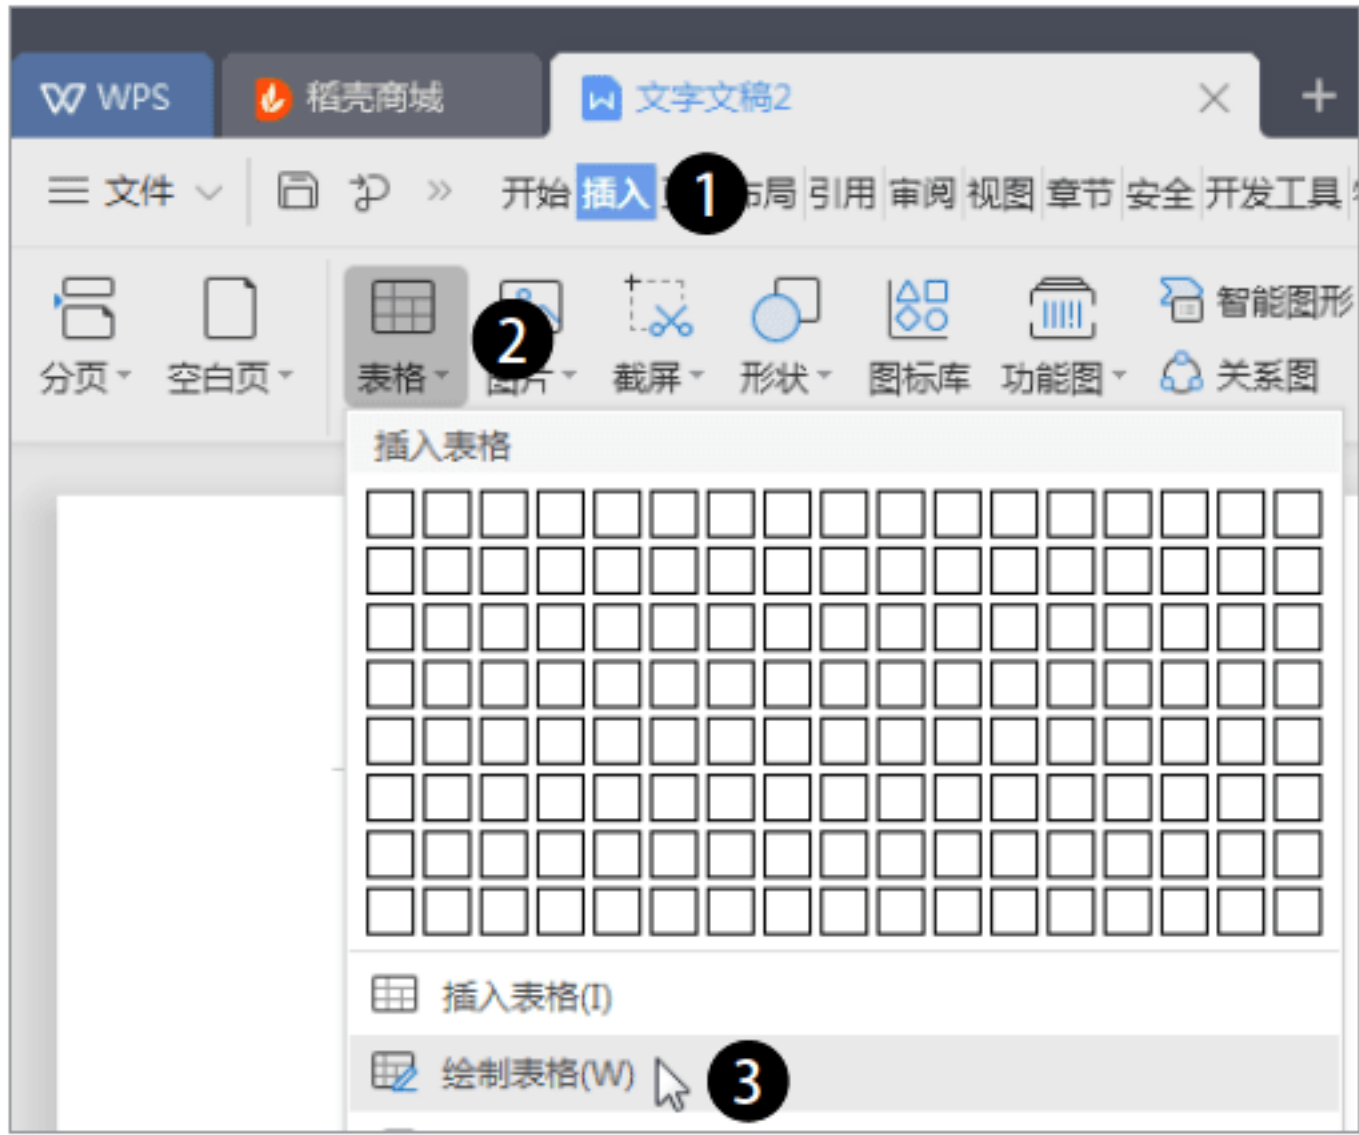 WPS 稻壳商城 文字文稿2
文件 开始 插入 1 布局 引用 审阅 视图 章节 安全 开发工具
智能图形
2
分页 空白页 表格 图片 截屏 形状 图标库 功能图 关系图
插入表格
插入表格(I)
绘制表格(W) 3